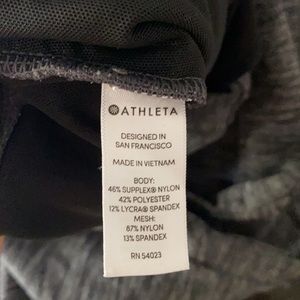 ATHLETA
DESIGNED IN
SAN FRANCISCO
MADE IN VIETNAM
BODY:
46% SUPPLEX® NYLON
42% POLYESTER
12% LYCRA® SPANDEX
MESH:
87% NYLON
13% SPANDEX
RN 54023